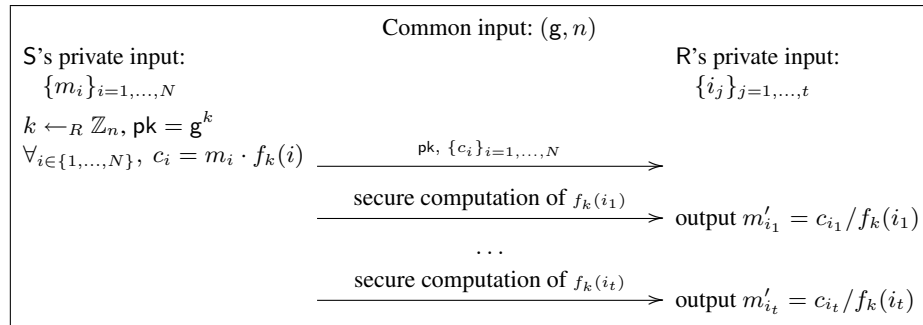 Common input: (g, n)
S's private input:
{m_i}_{i=1,...,N}
R's private input:
{i_j}_{j=1,...,t}
k ←_R ℤ_n, pk = g^k
∀_{i∈{1,...,N}}, c_i = m_i · f_k(i)
pk, {c_i}_{i=1,...,N}
secure computation of f_k(i_1)
output m'_{i_1} = c_{i_1}/f_k(i_1)
...
secure computation of f_k(i_t)
output m'_{i_t} = c_{i_t}/f_k(i_t)